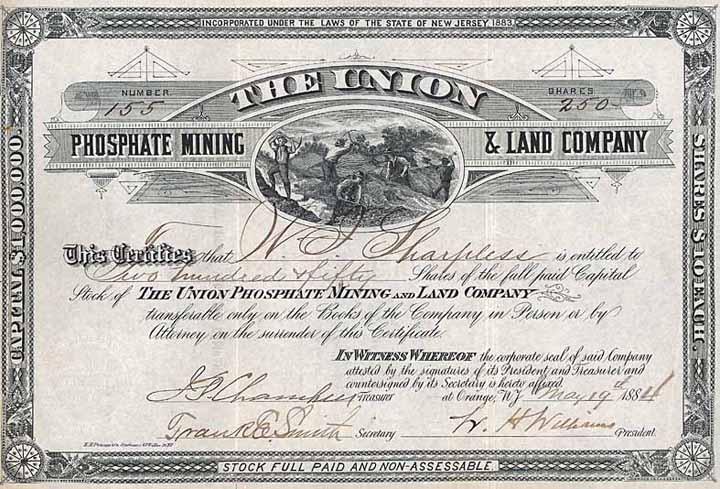 INCORPORATED UNDER THE LAWS OF THE STATE OF NEW JERSEY 1883.
NUMBER
155
THE UNION
SHARES
250
PHOSPHATE MINING & LAND COMPANY
CAPITAL $1,000,000.
SHARES $10 EACH
This Certifies that W. Sharpless is entitled to
Two hundred & fifty Shares of the full paid Capital
Stock of THE UNION PHOSPHATE MINING AND LAND COMPANY
transferable only on the Books of the Company in Person or by
Attorney on the surrender of this Certificate.
IN WITNESS WHEREOF the corporate seal of said Company
attested by the signatures of its President and Treasurer and
countersigned by its Secretary is hereto affixed
Treasurer at Orange, N.J. May 19th 1884
Frank E. Smith Secretary W. H. Williams President.
STOCK FULL PAID AND NON-ASSESSABLE.